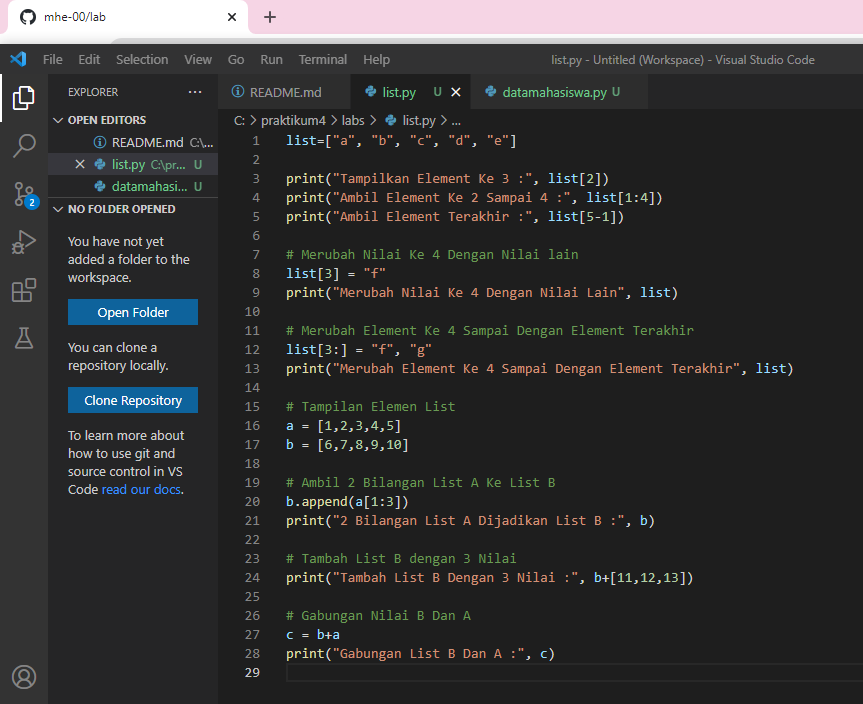 mhe-00/lab
File Edit Selection View Go Run Terminal Help list.py - Untitled (Workspace) - Visual Studio Code
EXPLORER ...
README.md list.py U datamahasiswa.py U
OPEN EDITORS
README.md C:\...
list.py C:\pr... U
datamahasi... U
NO FOLDER OPENED
You have not yet
added a folder to the
workspace.
Open Folder
You can clone a
repository locally.
Clone Repository
To learn more about
how to use git and
source control in VS
Code read our docs.
2
C: > praktikum4 > labs > list.py > ...
1 list=["a", "b", "c", "d", "e"]
2
3 print("Tampilkan Element Ke 3 :", list[2])
4 print("Ambil Element Ke 2 Sampai 4 :", list[1:4])
5 print("Ambil Element Terakhir :", list[5-1])
6
7 # Merubah Nilai Ke 4 Dengan Nilai lain
8 list[3] = "f"
9 print("Merubah Nilai Ke 4 Dengan Nilai Lain", list)
10
11 # Merubah Element Ke 4 Sampai Dengan Element Terakhir
12 list[3:] = "f", "g"
13 print("Merubah Element Ke 4 Sampai Dengan Element Terakhir", list)
14
15 # Tampilan Elemen List
16 a = [1,2,3,4,5]
17 b = [6,7,8,9,10]
18
19 # Ambil 2 Bilangan List A Ke List B
20 b.append(a[1:3])
21 print("2 Bilangan List A Dijadikan List B :", b)
22
23 # Tambah List B dengan 3 Nilai
24 print("Tambah List B Dengan 3 Nilai :", b+[11,12,13])
25
26 # Gabungan Nilai B Dan A
27 c = b+a
28 print("Gabungan List B Dan A :", c)
29